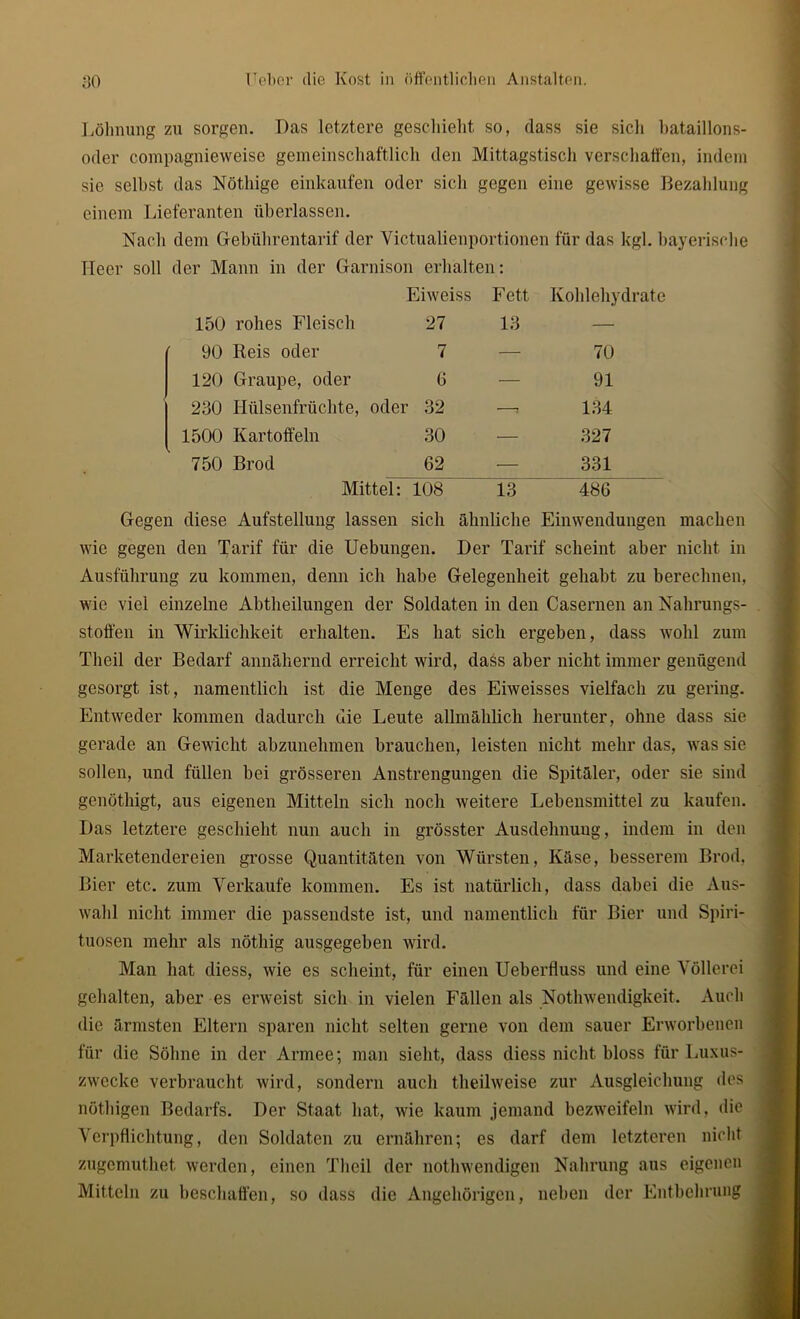 30 Ueber die Kost in öffentlichen Anstalten.
Löhnung zu sorgen. Das letztere geschieht so, dass sie sich bataillons-
oder compagnieweise gemeinschaftlich den Mittagstisch verschaffen, indem
sie selbst das Nöthige einkaufen oder sich gegen eine gewisse Bezahlung
einem Lieferanten überlassen.
Nach dem Gebührentarif der Victualienportionen für das kgl. bayerische
Heer soll der Mann in der Garnison erhalten:
Eiweiss Fett Kohlehydrate
150 rohes Fleisch 27 13 —
90 Reis oder 7 — 70
120 Graupe, oder 6 — 91
230 Hülsenfrüchte, oder 32 — 134
1500 Kartoffeln 30 — 327
750 Brod 62 — 331
Mittel: 108 13 486
Gegen diese Aufstellung lassen sich ähnliche Einwendungen machen
wie gegen den Tarif für die Uebungen. Der Tarif scheint aber nicht in
Ausführung zu kommen, denn ich habe Gelegenheit gehabt zu berechnen,
wie viel einzelne Abtheilungen der Soldaten in den Casernen an Nahrungs-
stoffen in Wirklichkeit erhalten. Es hat sich ergeben, dass wohl zum
Theil der Bedarf annähernd erreicht wird, dass aber nicht immer genügend
gesorgt ist, namentlich ist die Menge des Eiweisses vielfach zu gering.
Entweder kommen dadurch die Leute allmählich herunter, ohne dass sie
gerade an Gewicht abzunehmen brauchen, leisten nicht mehr das, was sie
sollen, und füllen bei grösseren Anstrengungen die Spitäler, oder sie sind
genöthigt, aus eigenen Mitteln sich noch weitere Lebensmittel zu kaufen.
Das letztere geschieht nun auch in grösster Ausdehnung, indem in den
Marketendereien grosse Quantitäten von Würsten, Käse, besserem Brod,
Bier etc. zum Verkaufe kommen. Es ist natürlich, dass dabei die Aus-
wahl nicht immer die passendste ist, und namentlich für Bier und Spiri-
tuosen mehr als nöthig ausgegeben wird.
Man hat diess, wie es scheint, für einen Ueberfluss und eine Völlerei
gehalten, aber es erweist sich in vielen Fällen als Nothwendigkeit. Auch
die ärmsten Eltern sparen nicht selten gerne von dem sauer Erworbenen
für die Söhne in der Armee; man sieht, dass diess nicht bloss für Luxus-
zwecke verbraucht wird, sondern auch theilweise zur Ausgleichung des
nöthigen Bedarfs. Der Staat hat, wie kaum jemand bezweifeln wird, die
Verpflichtung, den Soldaten zu ernähren; es darf dem letzteren nicht
zugemuthet werden, einen Theil der nothwendigen Nahrung aus eigenen
Mitteln zu beschaffen, so dass die Angehörigen, neben der Entbehrung